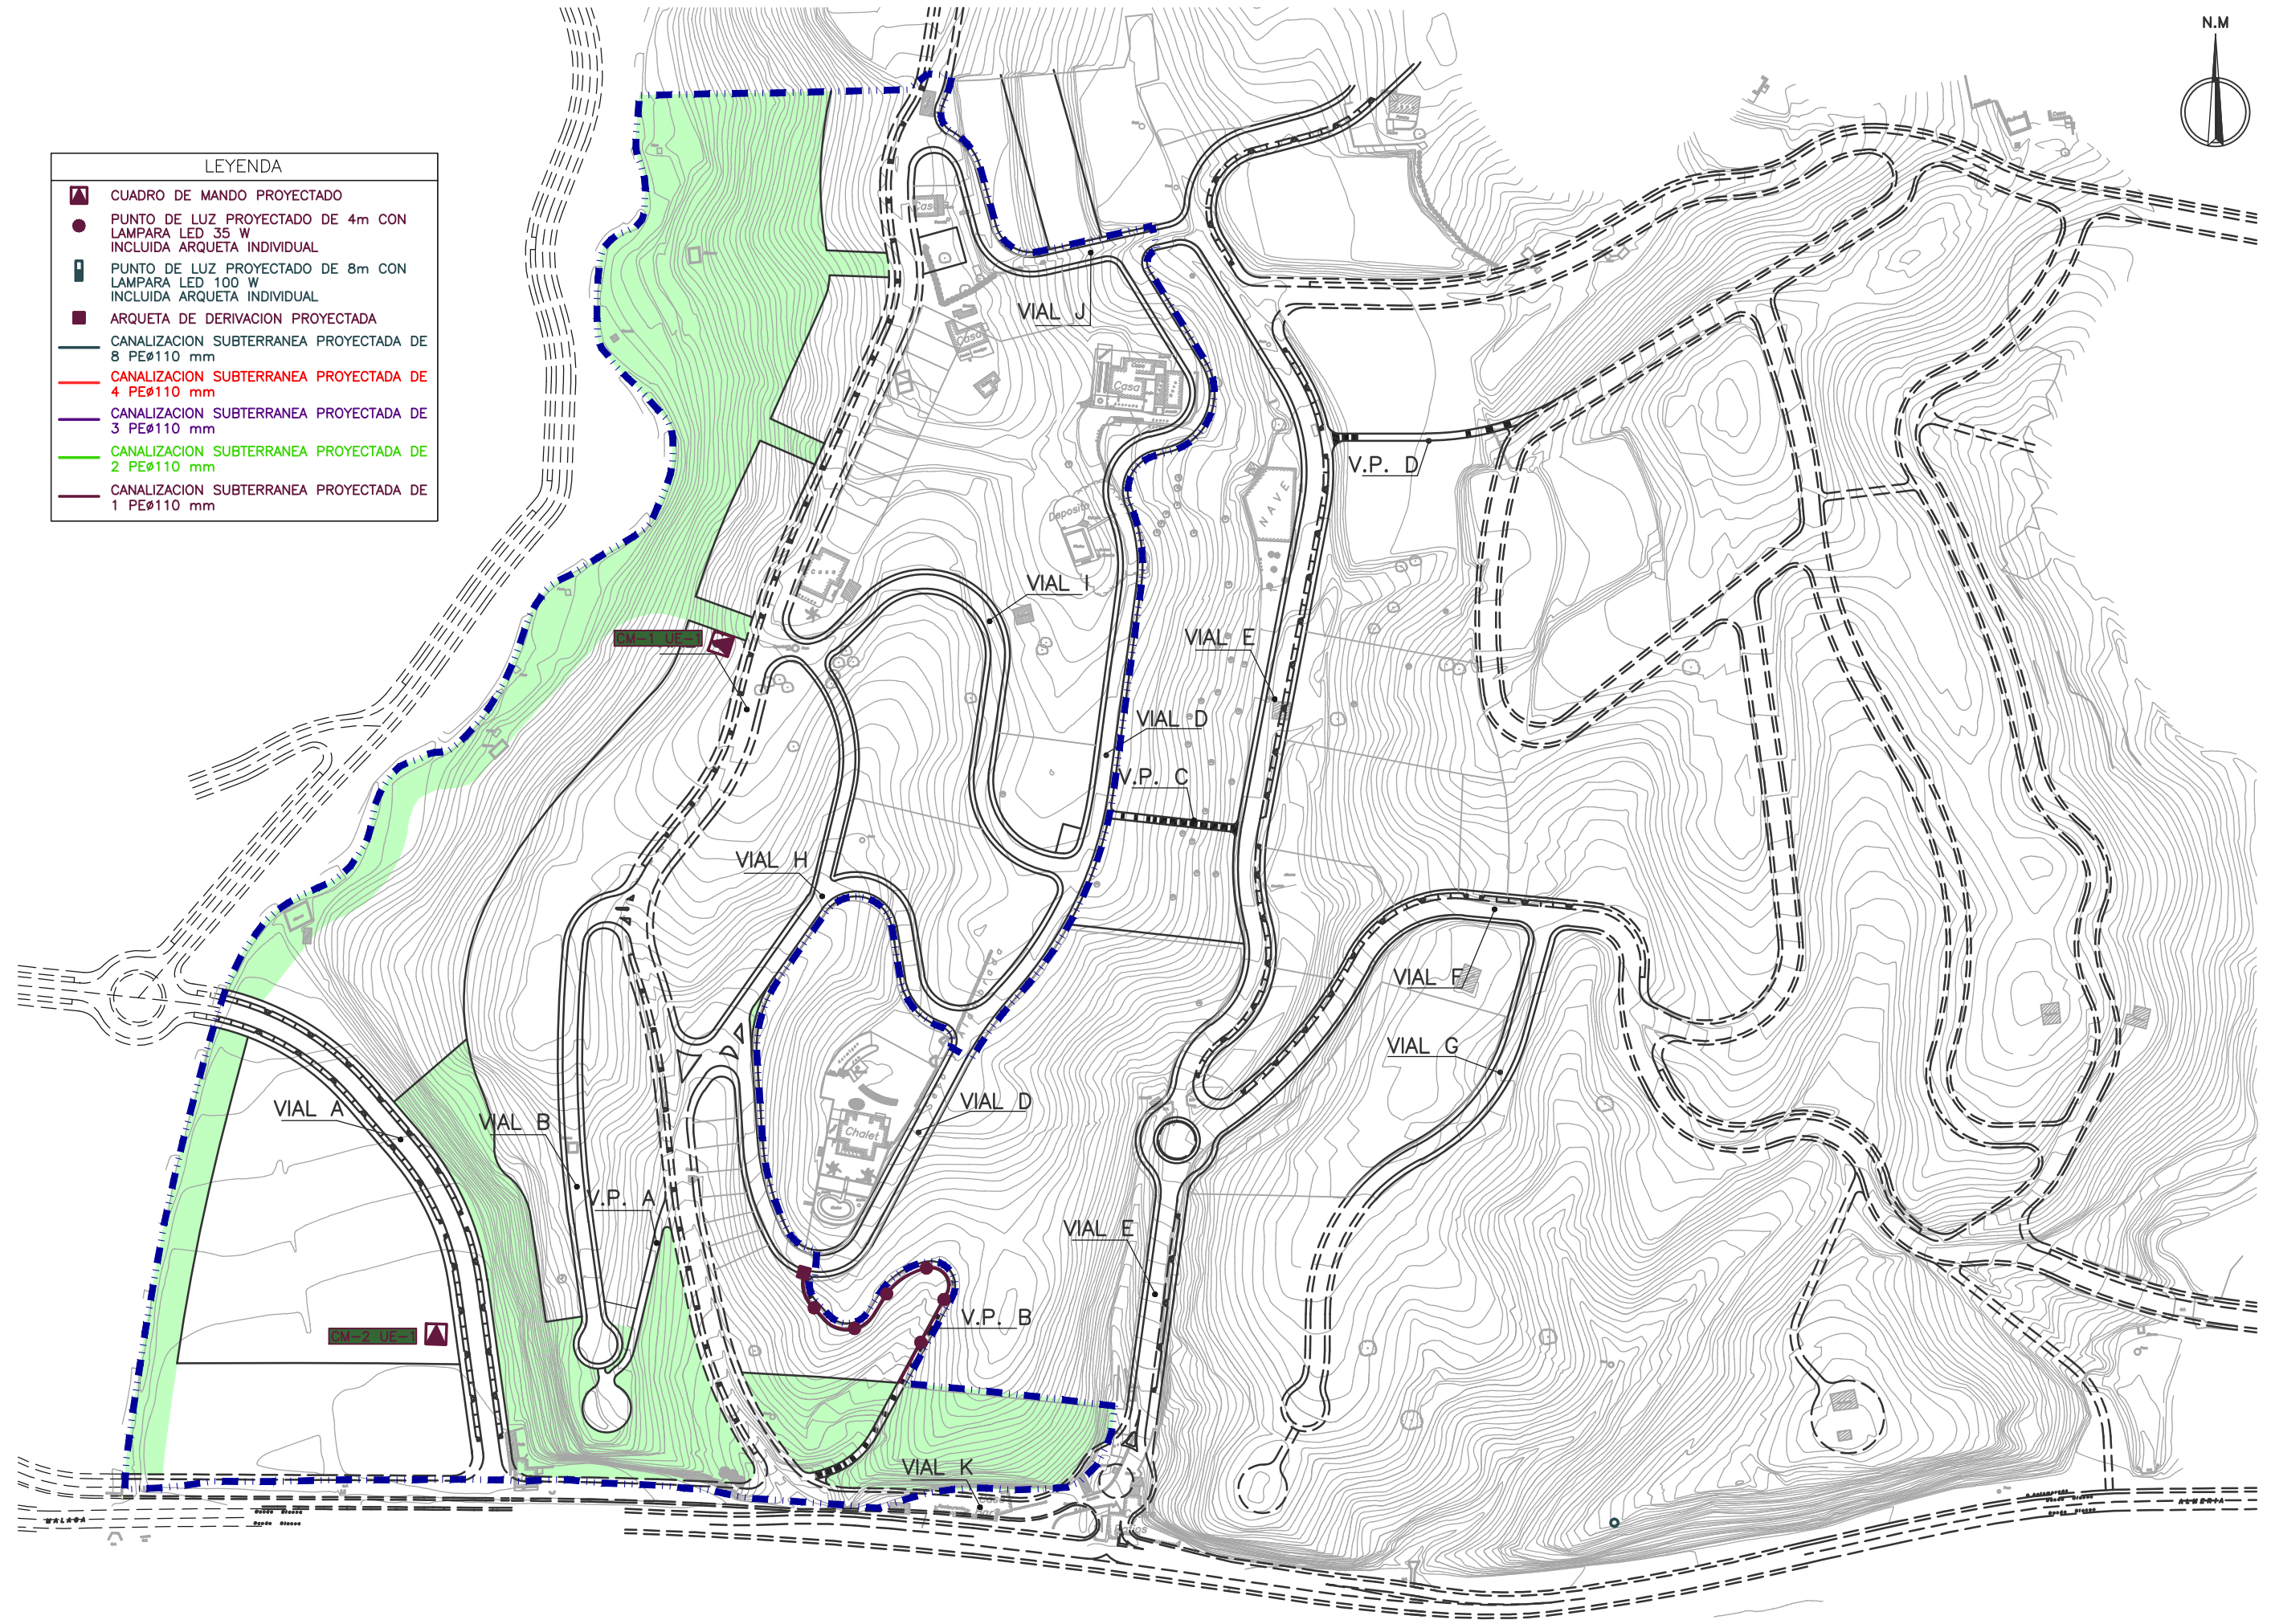 N.M
LEYENDA
CUADRO DE MANDO PROYECTADO
PUNTO DE LUZ PROYECTADO DE 4m CON
LAMPARA LED 35 W
INCLUIDA ARQUETA INDIVIDUAL
PUNTO DE LUZ PROYECTADO DE 8m CON
LAMPARA LED 100 W
INCLUIDA ARQUETA INDIVIDUAL
ARQUETA DE DERIVACION PROYECTADA
CANALIZACION SUBTERRANEA PROYECTADA DE
8 PEø110 mm
CANALIZACION SUBTERRANEA PROYECTADA DE
4 PEø110 mm
CANALIZACION SUBTERRANEA PROYECTADA DE
3 PEø110 mm
CANALIZACION SUBTERRANEA PROYECTADA DE
2 PEø110 mm
CANALIZACION SUBTERRANEA PROYECTADA DE
1 PEø110 mm
Casa
VIAL J
Casa
Casa
V.P. D
NAVE
Deposito
Casa
VIAL I
CM-1 UE-1
VIAL E
VIAL D
V.P. C
VIAL H
VIAL F
VIAL G
VIAL A
VIAL B
VIAL D
Chalet
V.P. A
VIAL E
V.P. B
CM-2 UE-1
VIAL K
MALAGA
ALMERIA